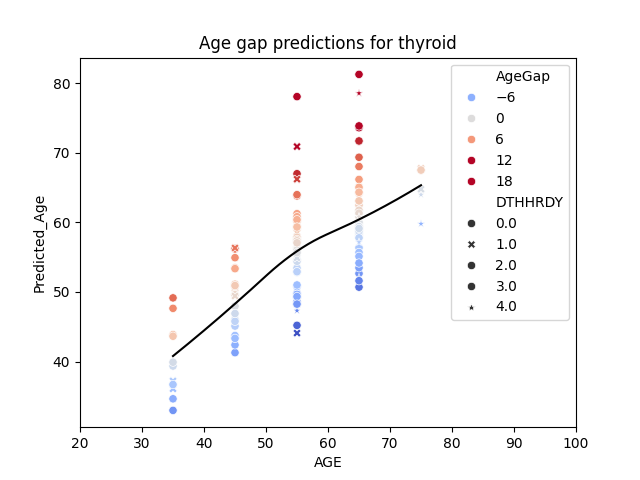 Age gap predictions for thyroid
Predicted_Age
80
70
60
50
40
20 30 40 50 60 70 80 90 100
AGE
AgeGap
−6
0
6
12
18
DTHHRDY
0.0
1.0
2.0
3.0
4.0